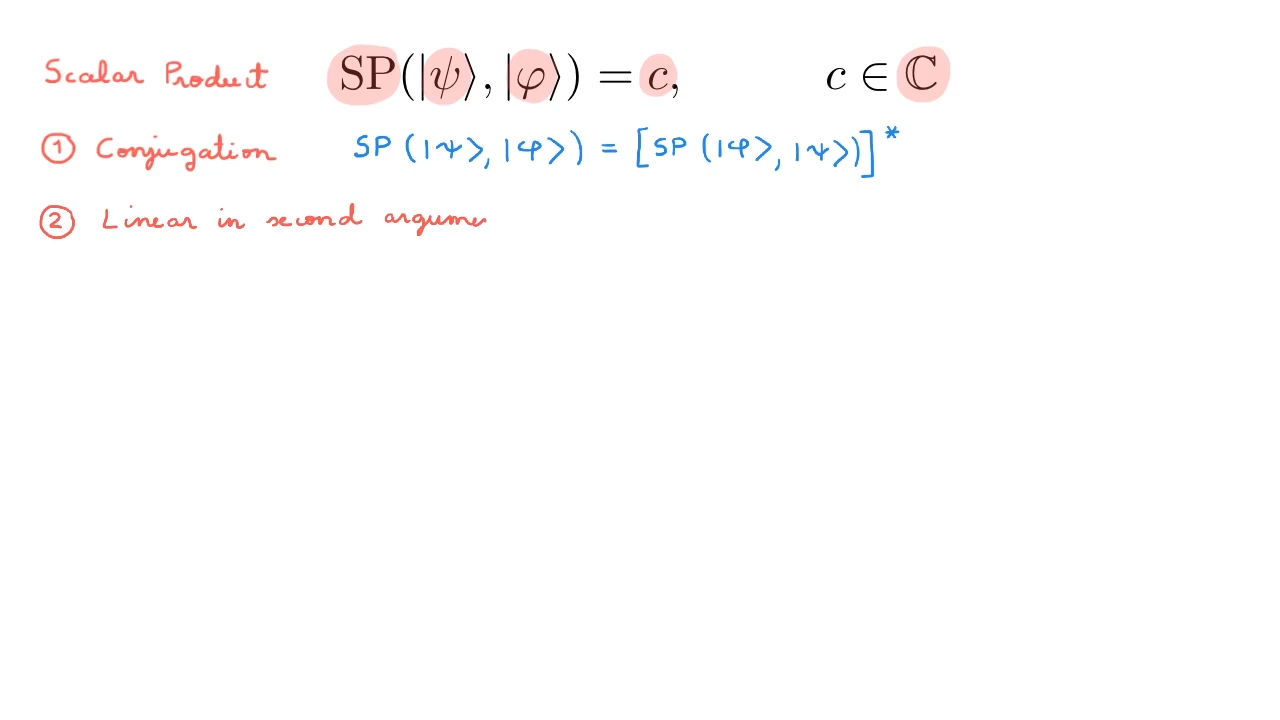 Scalar Product SP(|ψ⟩, |φ⟩) = c, c ∈ ℂ
① Conjugation SP (|ψ>, |φ>) = [SP (|φ>, |ψ>)]*
② Linear in second argume